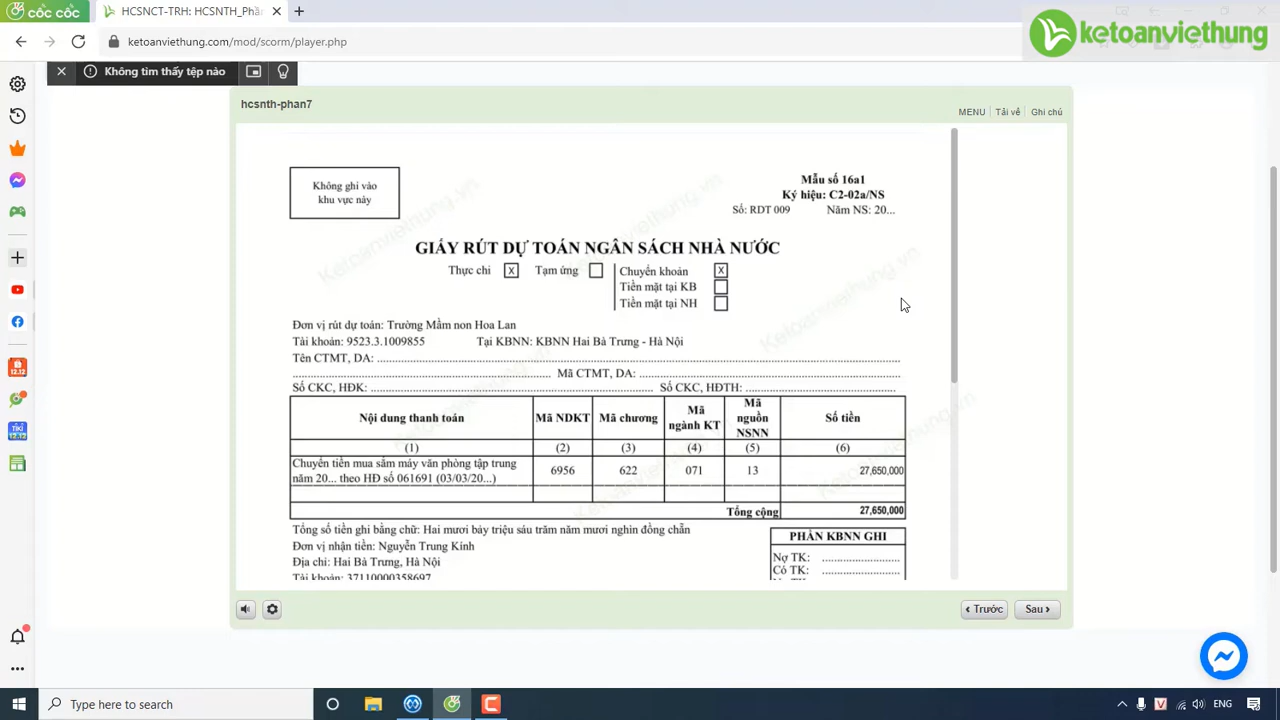 cốc cốc
HCSNCT-TRH: HCSNTH_Ph
ketoanviethung
ketoanviethung.com/mod/scorm/player.php
Không tìm thấy tệp nào
hcsnth-phan7
MENU Tải về Ghi chú
Không ghi vào
khu vực này
Mẫu số 16a1
Ký hiệu: C2-02a/NS
Số: RDT 009 Năm NS: 20...
GIẤY RÚT DỰ TOÁN NGÂN SÁCH NHÀ NƯỚC
Thực chi X Tạm ứng Chuyển khoản X
Tiền mặt tại KB
Tiền mặt tại NH
Đơn vị rút dự toán: Trường Mầm non Hoa Lan
Tài khoản: 9523.3.1009855 Tại KBNN: KBNN Hai Bà Trưng - Hà Nội
Tên CTMT, DA:
Mã CTMT, DA:
Số CKC, HĐK: Số CKC, HĐTH:
Nội dung thanh toán Mã NDKT Mã chương Mã ngành KT Mã nguồn NSNN Số tiền
(1) (2) (3) (4) (5) (6)
Chuyển tiền mua sắm máy văn phòng tập trung
năm 20... theo HĐ số 061691 (03/03/20...) 6956 622 071 13 27,650,000
Tổng cộng 27,650,000
Tổng số tiền ghi bằng chữ: Hai mươi bảy triệu sáu trăm năm mươi nghìn đồng chẵn
Đơn vị nhận tiền: Nguyễn Trung Kính
Địa chỉ: Hai Bà Trưng, Hà Nội
Tài khoản: 37110000358697
PHẦN KBNN GHI
Nợ TK:
Có TK:
Ketoanviethung.vn
‹ Trước Sau ›
Type here to search
ENG